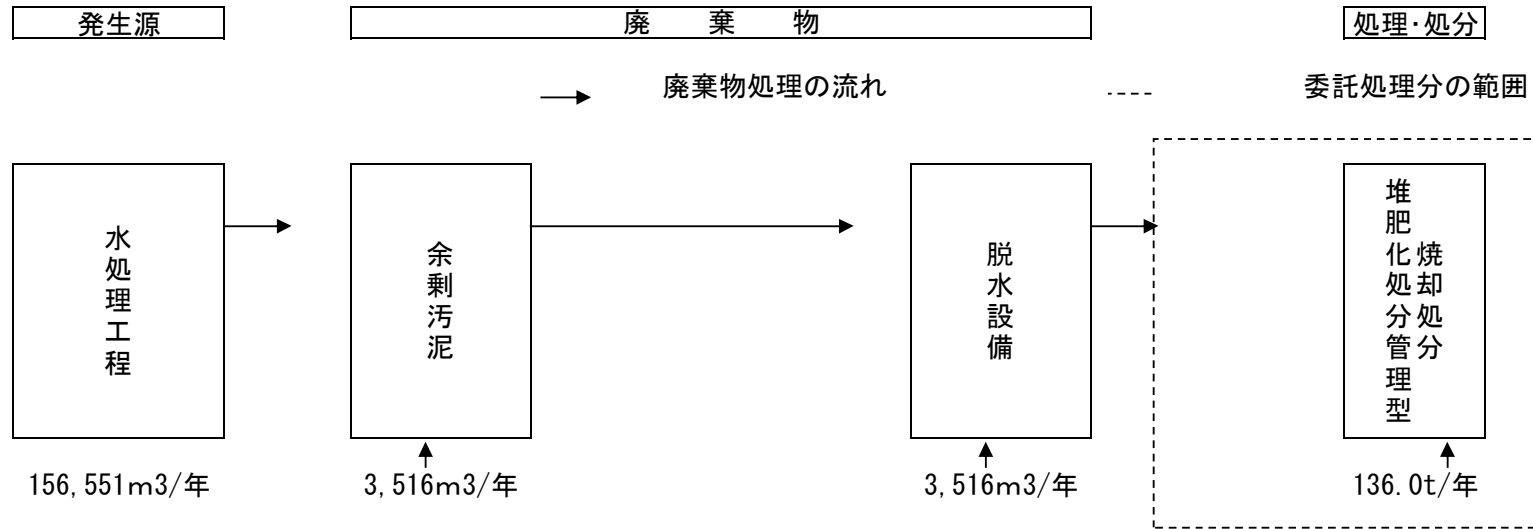 発生源
廃　棄　物
処理・処分
廃棄物処理の流れ
委託処理分の範囲
水処理工程
余剰汚泥
脱水設備
焼却処分
堆肥化処分管理型
156,551m3/年
3,516m3/年
3,516m3/年
136.0t/年